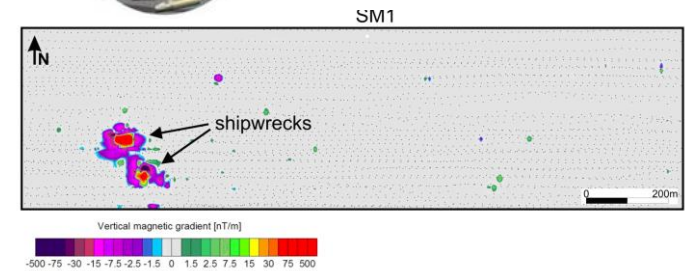 SM1
N
shipwrecks
0 200m
Vertical magnetic gradient [nT/m]
-500 -75 -30 -15 -7.5 -2.5 -1.5 0 1.5 2.5 7.5 15 30 75 500